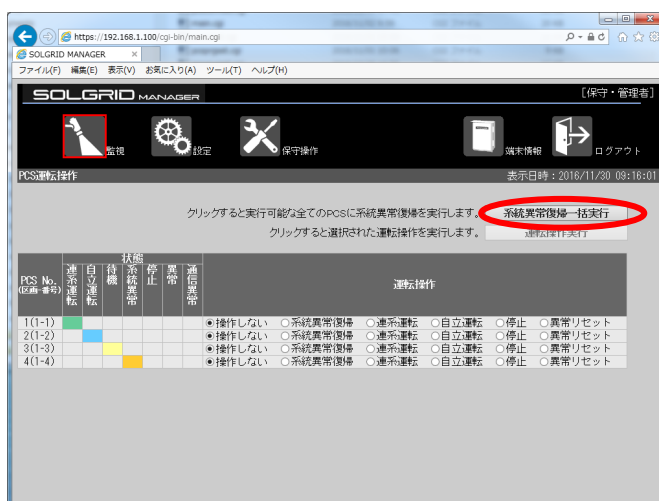 https://192.168.1.100/cgi-bin/main.cgi
SOLGRID MANAGER ×
ファイル(F) 編集(E) 表示(V) お気に入り(A) ツール(T) ヘルプ(H)
SOLGRID MANAGER
[保守・管理者]
監視 設定 保守操作 端末情報 ログアウト
PCS運転操作 表示日時:2016/11/30 09:16:01
クリックすると実行可能な全てのPCSに系統異常復帰を実行します。 系統異常復帰一括実行
クリックすると選択された運転操作を実行します。 運転操作実行
PCS No.
(区画-番号)
状態
連系運転 自立運転 待機 系統異常 停止 異常 通信異常
運転操作
1(1-1) 操作しない 系統異常復帰 連系運転 自立運転 停止 異常リセット
2(1-2) 操作しない 系統異常復帰 連系運転 自立運転 停止 異常リセット
3(1-3) 操作しない 系統異常復帰 連系運転 自立運転 停止 異常リセット
4(1-4) 操作しない 系統異常復帰 連系運転 自立運転 停止 異常リセット